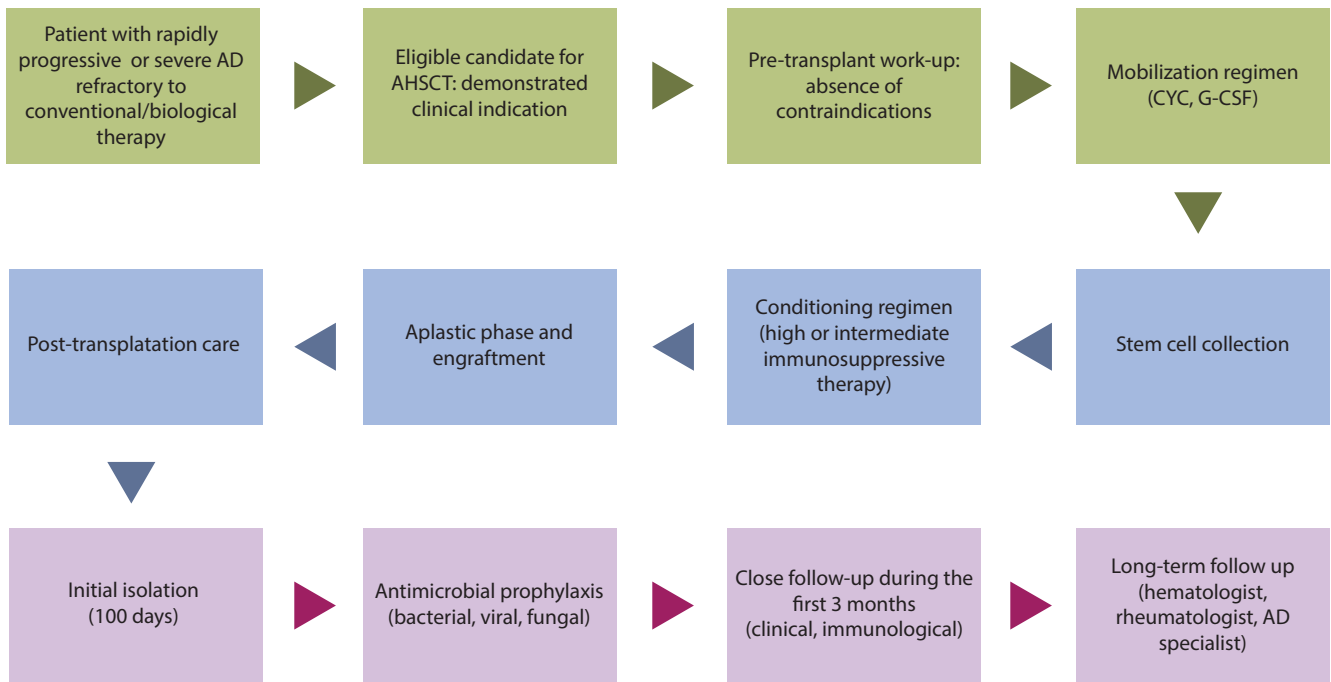 Patient with rapidly
progressive or severe AD
refractory to
conventional/biological
therapy
Eligible candidate for
AHSCT: demonstrated
clinical indication
Pre-transplant work-up:
absence of
contraindications
Mobilization regimen
(CYC, G-CSF)
Post-transplatation care
Aplastic phase and
engraftment
Conditioning regimen
(high or intermediate
immunosuppressive
therapy)
Stem cell collection
Initial isolation
(100 days)
Antimicrobial prophylaxis
(bacterial, viral, fungal)
Close follow-up during the
first 3 months
(clinical, immunological)
Long-term follow up
(hematologist,
rheumatologist, AD
specialist)